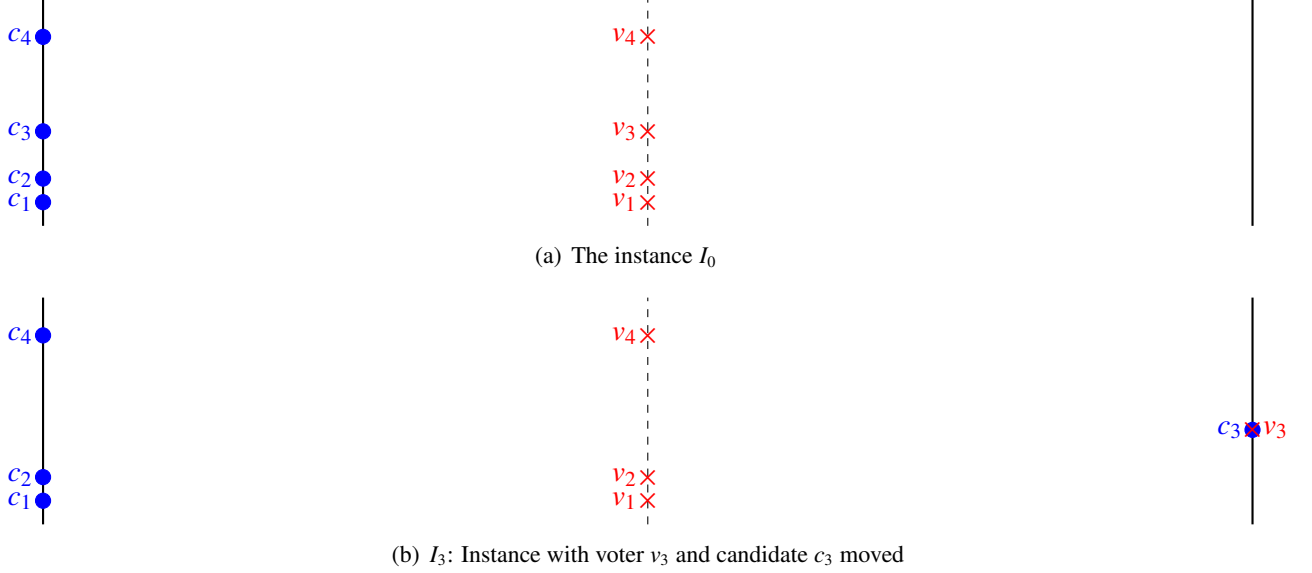 c₄ v₄
c₃ v₃
c₂ v₂
c₁ v₁
(a) The instance I₀
c₄ v₄
c₃ v₃
c₂ v₂
c₁ v₁
(b) I₃: Instance with voter v₃ and candidate c₃ moved